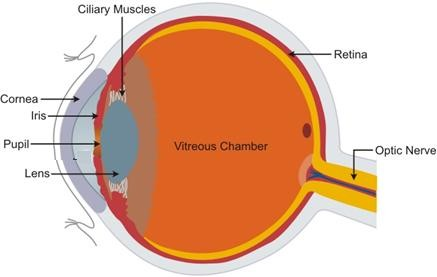 Ciliary Muscles
Retina
Cornea
Iris
Pupil
Vitreous Chamber
Optic Nerve
Lens